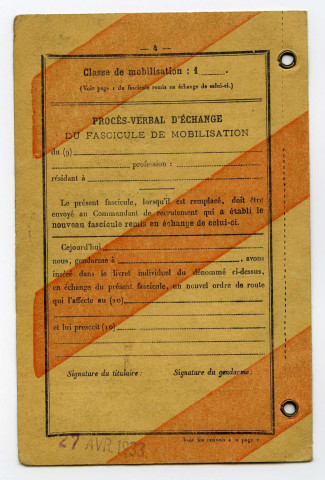 — 4 —
Classe de mobilisation : 1____.
(Voir page 1 du fascicule remis en échange de celui-ci.)
PROCÈS-VERBAL D'ÉCHANGE
DU FASCICULE DE MOBILISATION
du (9)
profession :
résidant à
Le présent fascicule, lorsqu'il est remplacé, doit être
envoyé au Commandant de recrutement qui a établi le
nouveau fascicule remis en échange de celui-ci.
Cejourd'hui
nous, gendarme à , avons
inséré dans le livret individuel du dénommé ci-dessus,
en échange du présent fascicule, un nouvel ordre de route
qui l'affecte au (10)
et lui prescrit (10)
Signature du titulaire : Signature du gendarme :
27 AVR 1933
Voir les renvois à la page